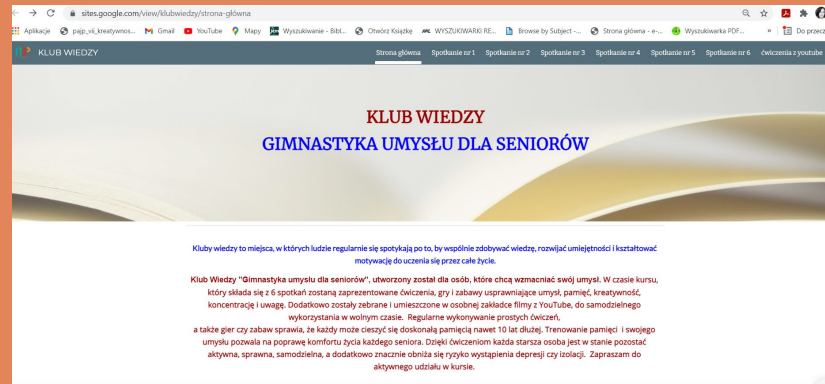 sites.google.com/view/klubwiedzy/strona-główna
Aplikacje pajp_vii_kreatywnos... Gmail YouTube Mapy Wyszukiwanie - Bibl... Otwórz Książkę WYSZUKIWARKI RE... Browse by Subject -... Strona główna - e-... Wyszukiwarka PDF... » Do przecz
KLUB WIEDZY Strona główna Spotkanie nr 1 Spotkanie nr 2 Spotkanie nr 3 Spotkanie nr 4 Spotkanie nr 5 Spotkanie nr 6 ćwiczenia z youtube
KLUB WIEDZY
GIMNASTYKA UMYSŁU DLA SENIORÓW
Kluby wiedzy to miejsca, w których ludzie regularnie się spotykają po to, by wspólnie zdobywać wiedzę, rozwijać umiejętności i kształtować
motywację do uczenia się przez całe życie.
Klub Wiedzy "Gimnastyka umysłu dla seniorów", utworzony został dla osób, które chcą wzmacniać swój umysł. W czasie kursu,
który składa się z 6 spotkań zostaną zaprezentowane ćwiczenia, gry i zabawy usprawniające umysł, pamięć, kreatywność,
koncentrację i uwagę. Dodatkowo zostały zebrane i umieszczone w osobnej zakładce filmy z YouTube, do samodzielnego
wykorzystania w wolnym czasie. Regularne wykonywanie prostych ćwiczeń,
a także gier czy zabaw sprawia, że każdy może cieszyć się doskonałą pamięcią nawet 10 lat dłużej. Trenowanie pamięci i swojego
umysłu pozwala na poprawę komfortu życia każdego seniora. Dzięki ćwiczeniom każda starsza osoba jest w stanie pozostać
aktywna, sprawna, samodzielna, a dodatkowo znacznie obniża się ryzyko wystąpienia depresji czy izolacji. Zapraszam do
aktywnego udziału w kursie.